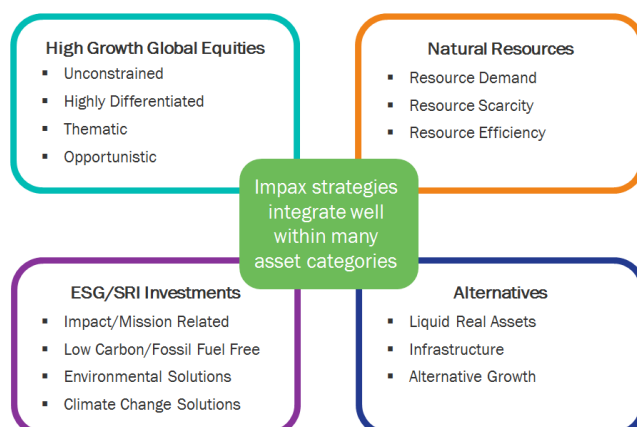 High Growth Global Equities
▪ Unconstrained
▪ Highly Differentiated
▪ Thematic
▪ Opportunistic
Natural Resources
▪ Resource Demand
▪ Resource Scarcity
▪ Resource Efficiency
Impax strategies
integrate well
within many
asset categories
ESG/SRI Investments
▪ Impact/Mission Related
▪ Low Carbon/Fossil Fuel Free
▪ Environmental Solutions
▪ Climate Change Solutions
Alternatives
▪ Liquid Real Assets
▪ Infrastructure
▪ Alternative Growth